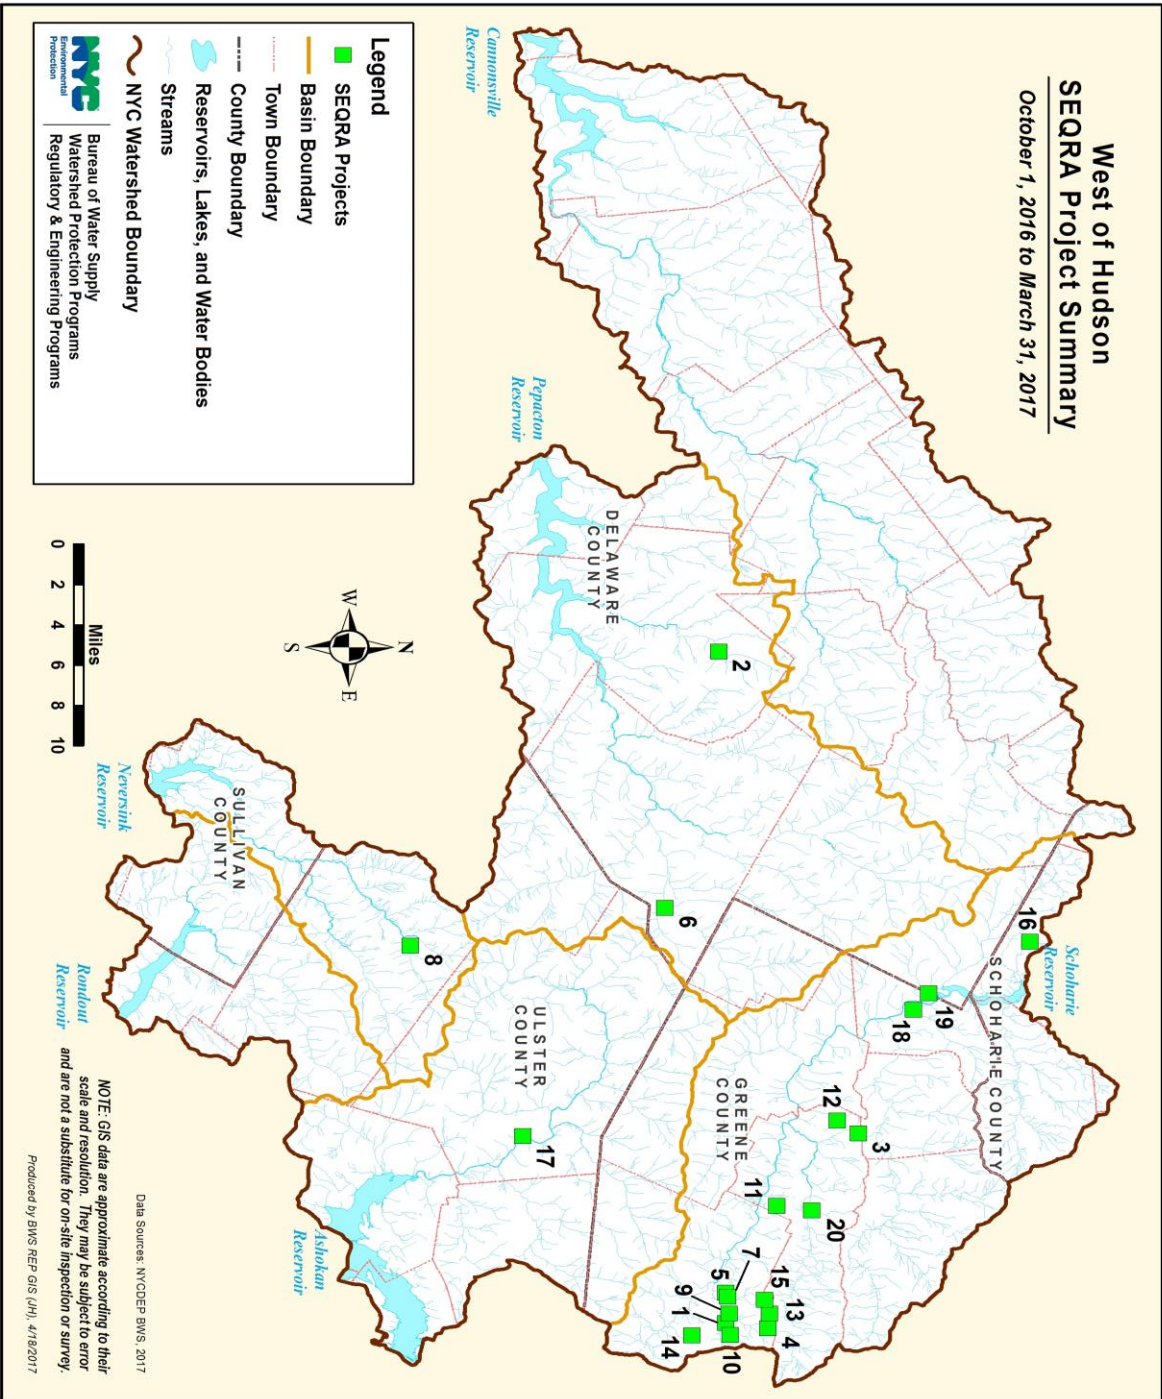 West of Hudson
SEQRA Project Summary
October 1, 2016 to March 31, 2017
Cannonsville
Reservoir
Pepacton
Reservoir
DELAWARE
COUNTY
2
6
16
Schoharie
Reservoir
SCHOHARIE COUNTY
19
18
12
3
GREENE
COUNTY
11
20
7
15
13
4
5
9
1
10
14
ULSTER
COUNTY
17
8
SULLIVAN
COUNTY
Neversink
Reservoir
Rondout
Reservoir
Ashokan
Reservoir
Legend
SEQRA Projects
Basin Boundary
Town Boundary
County Boundary
Reservoirs, Lakes, and Water Bodies
Streams
NYC Watershed Boundary
NYC
Environmental
Protection
Bureau of Water Supply
Watershed Protection Programs
Regulatory & Engineering Programs
N
W
E
S
0 2 4 6 8 10
Miles
Data Sources: NYCDEP BWS, 2017
NOTE: GIS data are approximate according to their
scale and resolution. They may be subject to error
and are not a substitute for on-site inspection or survey.
Produced by BWS REP GIS (JH), 4/18/2017